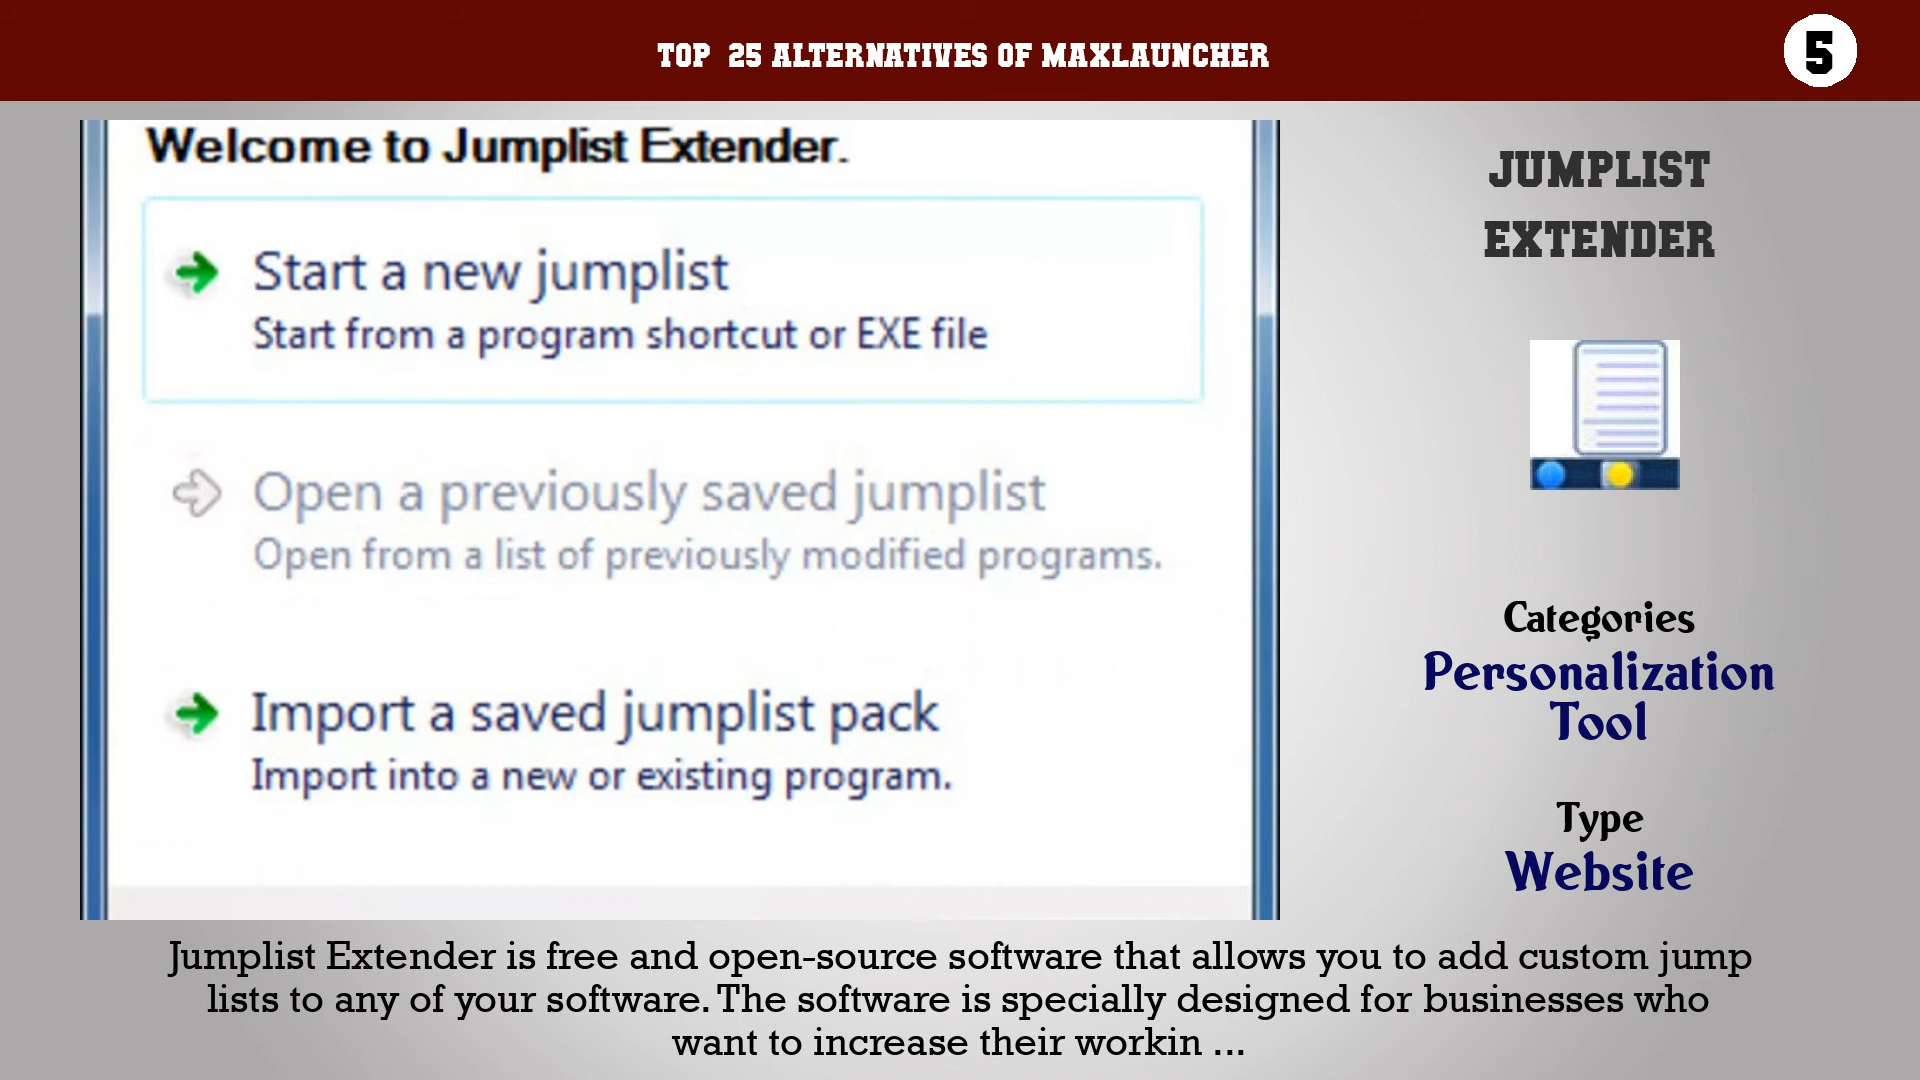 TOP 25 ALTERNATIVES OF MAXLAUNCHER
5
Welcome to Jumplist Extender.
Start a new jumplist
Start from a program shortcut or EXE file
Open a previously saved jumplist
Open from a list of previously modified programs.
Import a saved jumplist pack
Import into a new or existing program.
JUMPLIST
EXTENDER
Categories
Personalization
Tool
Type
Website
Jumplist Extender is free and open-source software that allows you to add custom jump
lists to any of your software. The software is specially designed for businesses who
want to increase their workin ...